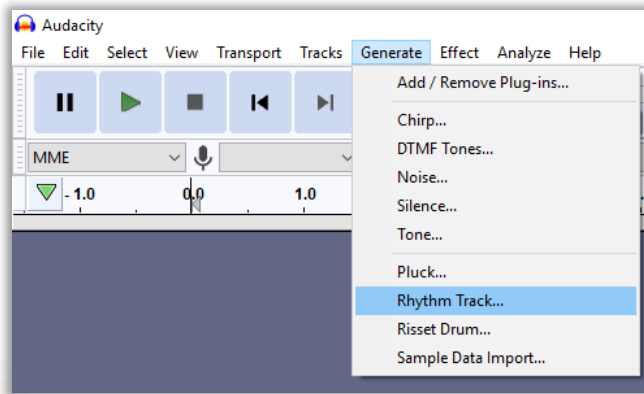 Audacity
File Edit Select View Transport Tracks Generate Effect Analyze Help
Add / Remove Plug-ins...
Chirp...
DTMF Tones...
MME
Noise...
- 1.0 0.0 1.0
Silence...
Tone...
Pluck...
Rhythm Track...
Risset Drum...
Sample Data Import...